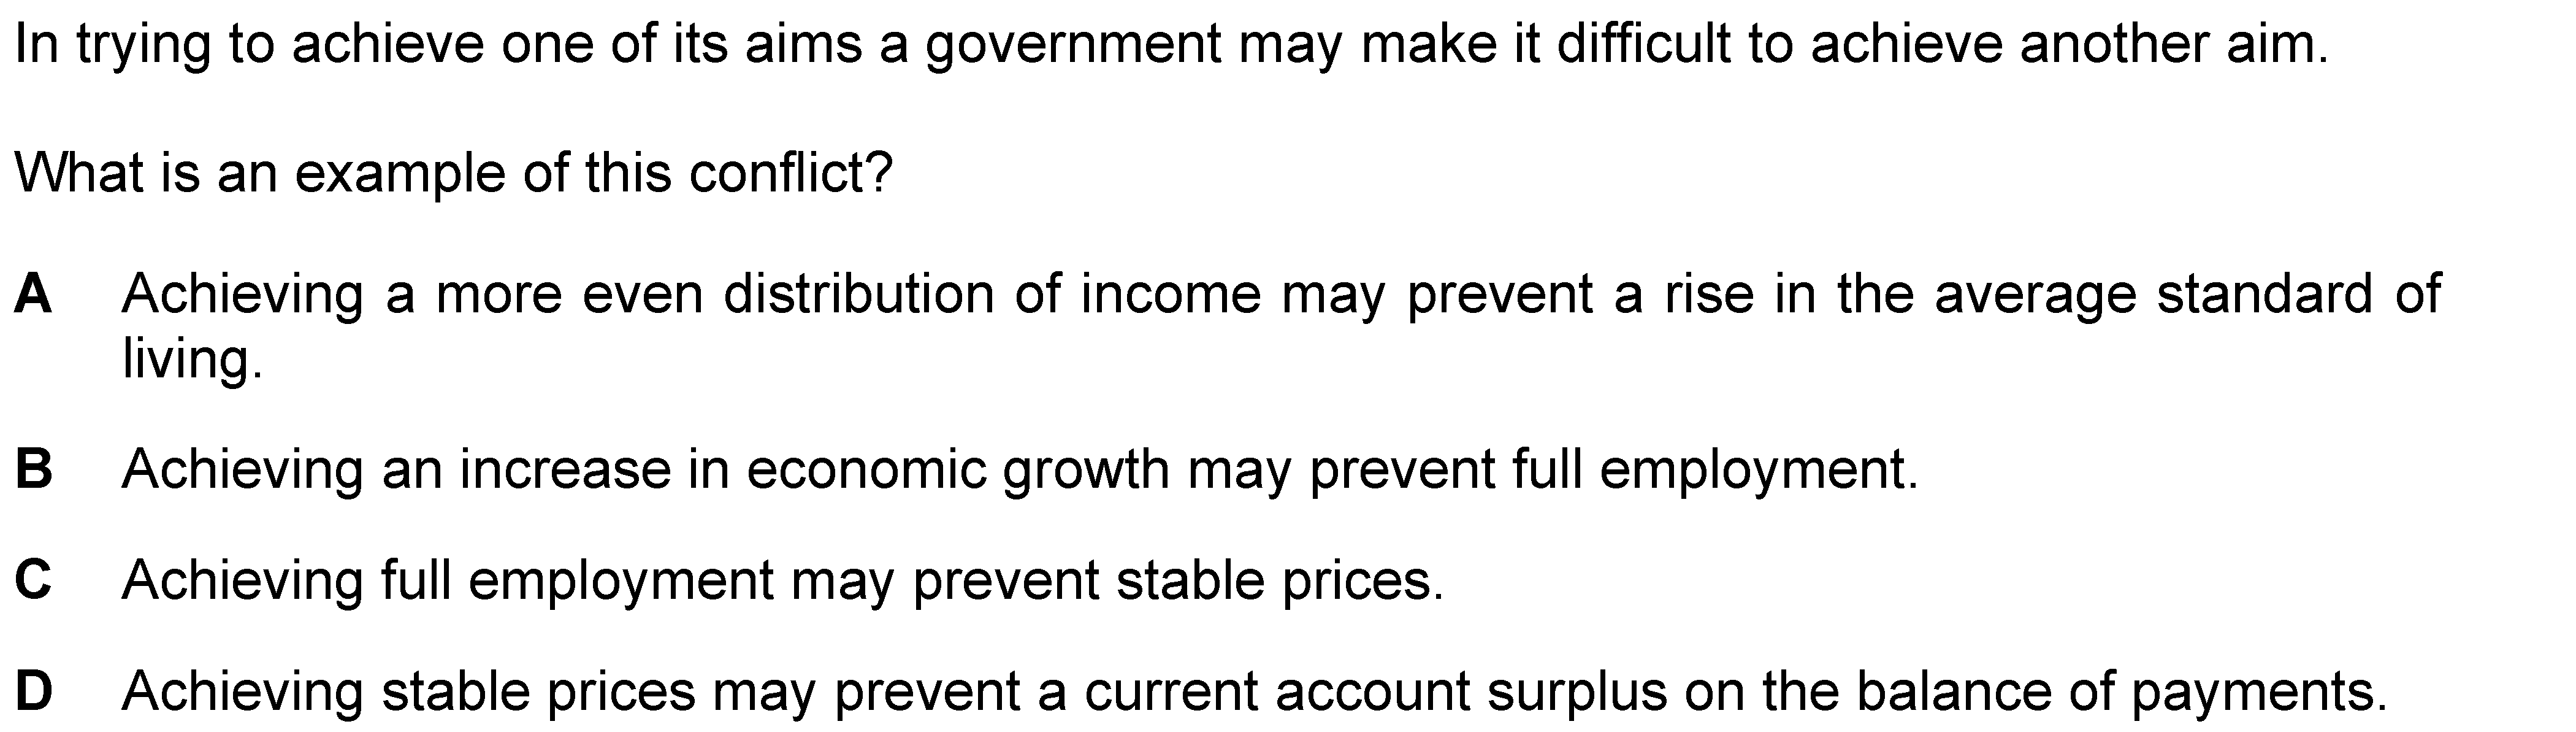 In trying to achieve one of its aims a government may make it difficult to achieve another aim.
What is an example of this conflict?
A Achieving a more even distribution of income may prevent a rise in the average standard of
living.
B Achieving an increase in economic growth may prevent full employment.
C Achieving full employment may prevent stable prices.
D Achieving stable prices may prevent a current account surplus on the balance of payments.